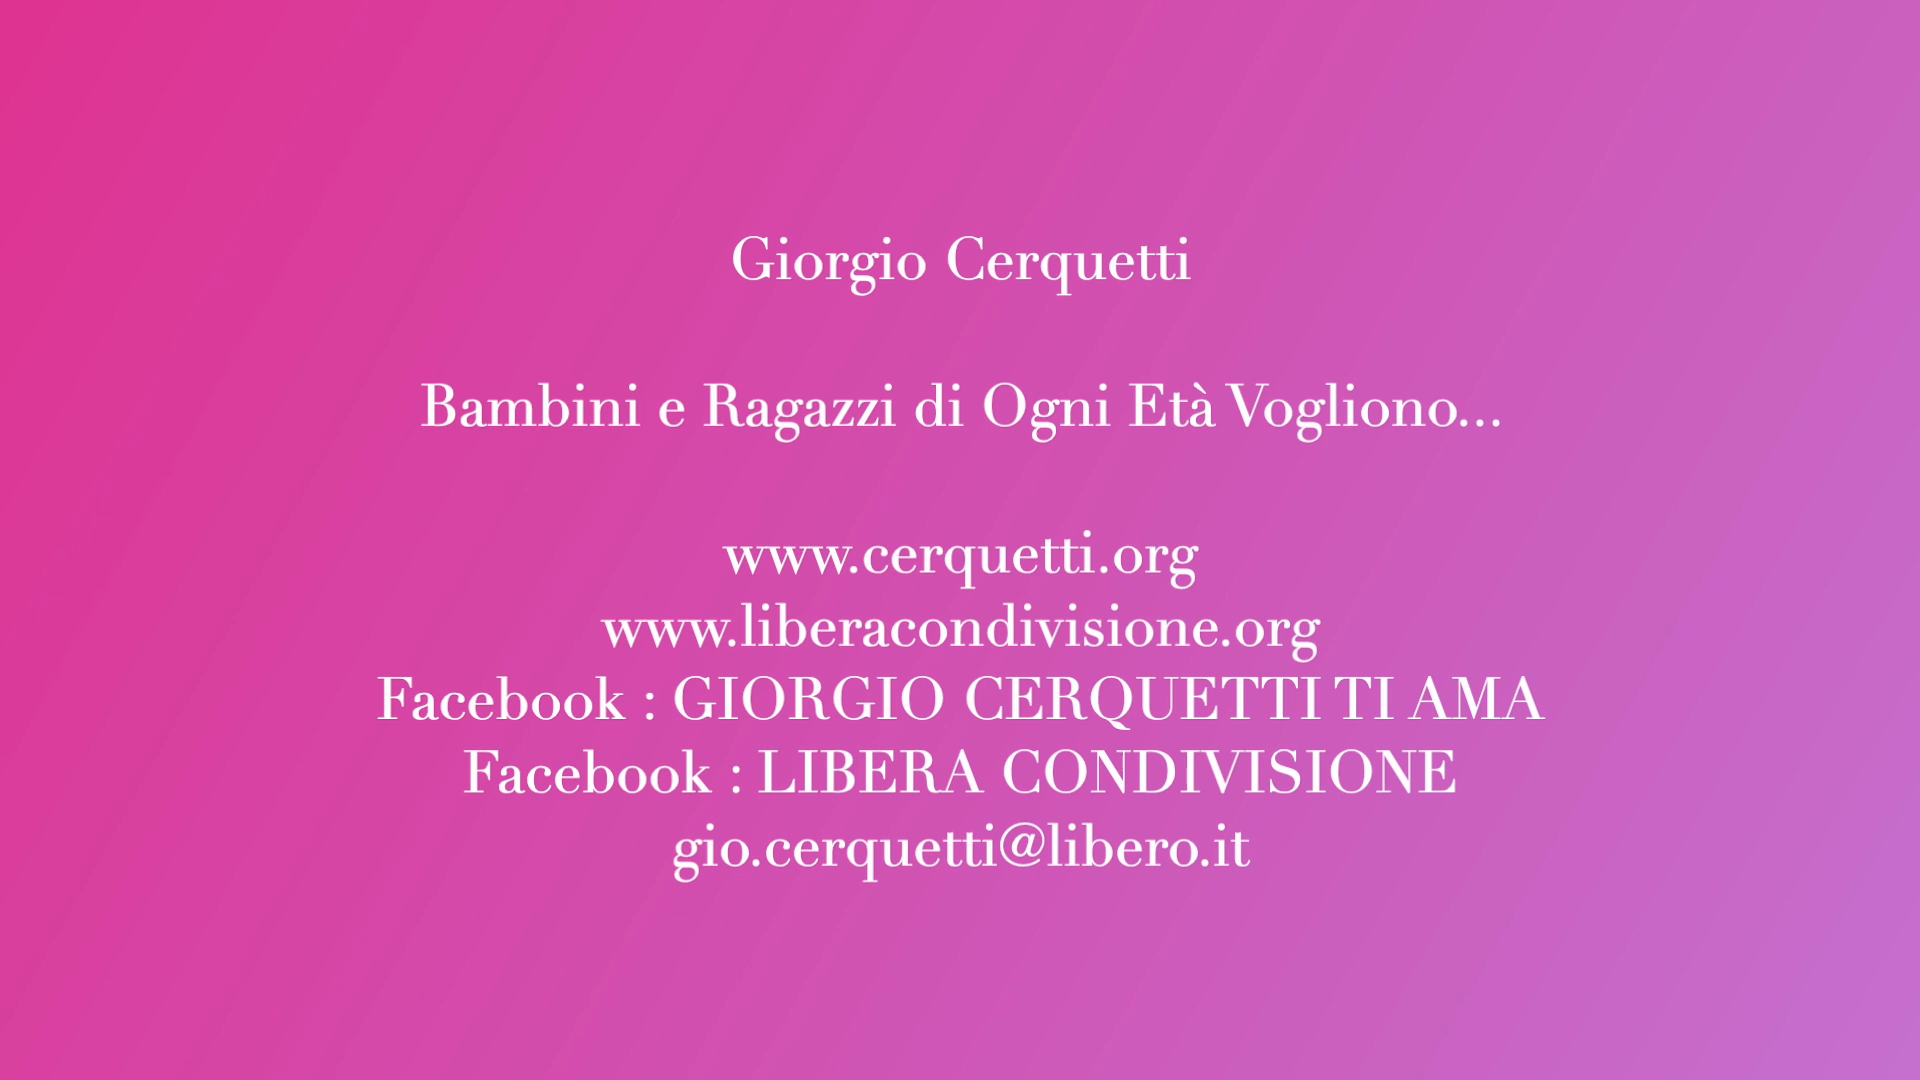 Giorgio Cerquetti
Bambini e Ragazzi di Ogni Età Vogliono...
www.cerquetti.org
www.liberacondivisione.org
Facebook : GIORGIO CERQUETTI TI AMA
Facebook : LIBERA CONDIVISIONE
gio.cerquetti@libero.it